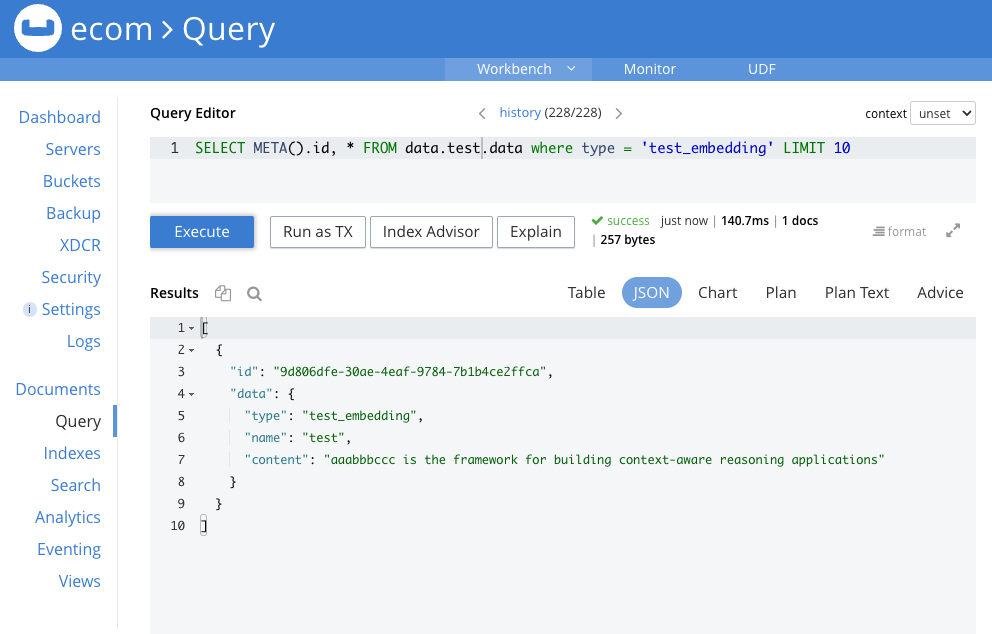 ecom > Query
Workbench Monitor UDF
Dashboard
Servers
Buckets
Backup
XDCR
Security
i Settings
Logs
Documents
Query
Indexes
Search
Analytics
Eventing
Views
Query Editor
history (228/228)
context unset
1 SELECT META().id, * FROM data.test.data where type = 'test_embedding' LIMIT 10
Execute Run as TX Index Advisor Explain
success just now | 140.7ms | 1 docs
| 257 bytes
format
Results
Table JSON Chart Plan Plan Text Advice
1 [
2 {
3 "id": "9d806dfe-30ae-4eaf-9784-7b1b4ce2ffca",
4 "data": {
5 "type": "test_embedding",
6 "name": "test",
7 "content": "aaabbbccc is the framework for building context-aware reasoning applications"
8 }
9 }
10 ]